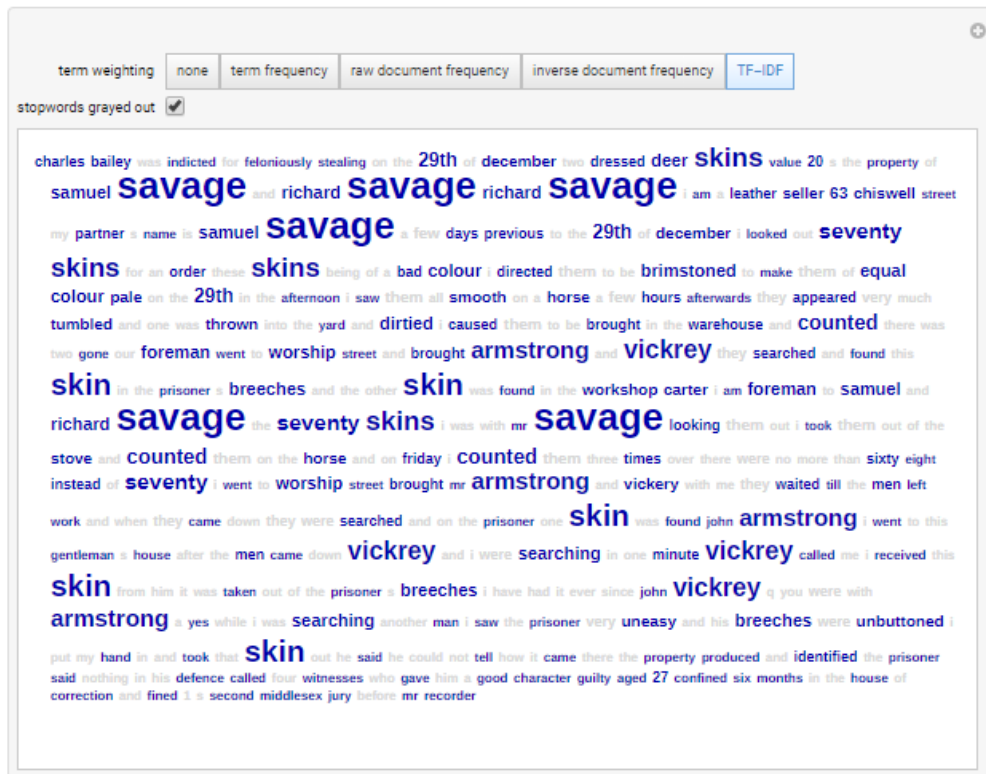 term weighting none term frequency raw document frequency inverse document frequency TF–IDF
stopwords grayed out
charles bailey was indicted for feloniously stealing on the 29th of december two dressed deer skins value 20 s the property of
samuel savage and richard savage richard savage i am a leather seller 63 chiswell street
my partner s name is samuel savage a few days previous to the 29th of december i looked out seventy
skins for an order these skins being of a bad colour i directed them to be brimstoned to make them of equal
colour pale on the 29th in the afternoon i saw them all smooth on a horse a few hours afterwards they appeared very much
tumbled and one was thrown into the yard and dirtied i caused them to be brought in the warehouse and counted there was
two gone our foreman went to worship street and brought armstrong and vickrey they searched and found this
skin in the prisoner s breeches and the other skin was found in the workshop carter i am foreman to samuel and
richard savage the seventy skins i was with mr savage looking them out i took them out of the
stove and counted them on the horse and on friday i counted them three times over there were no more than sixty eight
instead of seventy i went to worship street brought mr armstrong and vickery with me they waited till the men left
work and when they came down they were searched and on the prisoner one skin was found john armstrong i went to this
gentleman s house after the men came down vickrey and i were searching in one minute vickrey called me i received this
skin from him it was taken out of the prisoner s breeches i have had it ever since john vickrey q you were with
armstrong a yes while i was searching another man i saw the prisoner very uneasy and his breeches were unbuttoned i
put my hand in and took that skin out he said he could not tell how it came there the property produced and identified the prisoner
said nothing in his defence called four witnesses who gave him a good character guilty aged 27 confined six months in the house of
correction and fined 1 s second middlesex jury before mr recorder